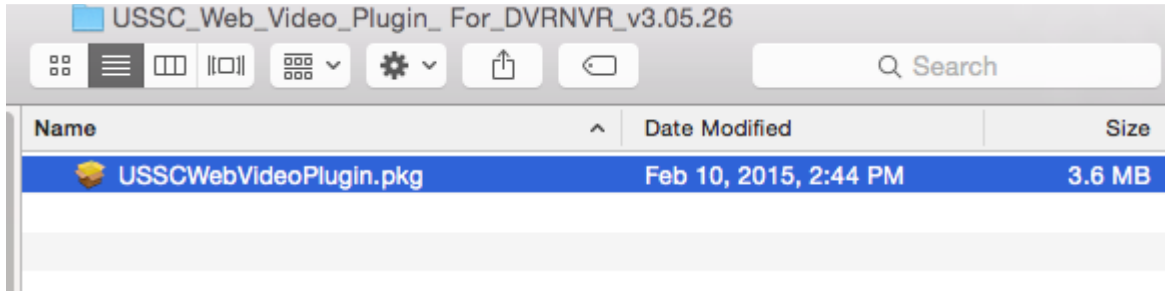 USSC_Web_Video_Plugin_ For_DVRNVR_v3.05.26
Search
Name Date Modified Size
USSCWebVideoPlugin.pkg Feb 10, 2015, 2:44 PM 3.6 MB